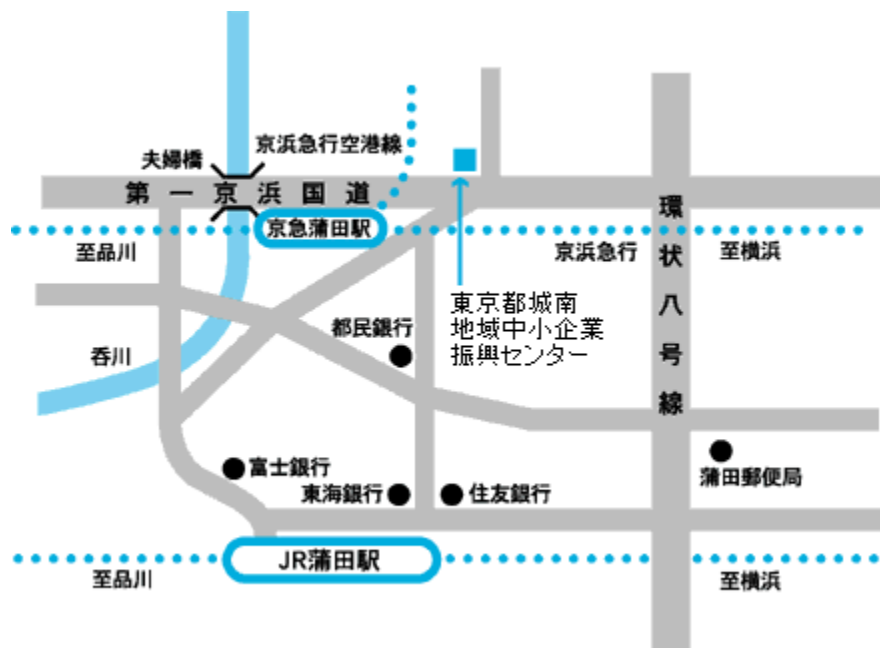 京浜急行空港線
夫婦橋
第一京浜国道
京急蒲田駅
至品川
京浜急行
至横浜
環状八号線
東京都城南
地域中小企業
振興センター
都民銀行
呑川
富士銀行
東海銀行
住友銀行
蒲田郵便局
JR蒲田駅
至品川
至横浜